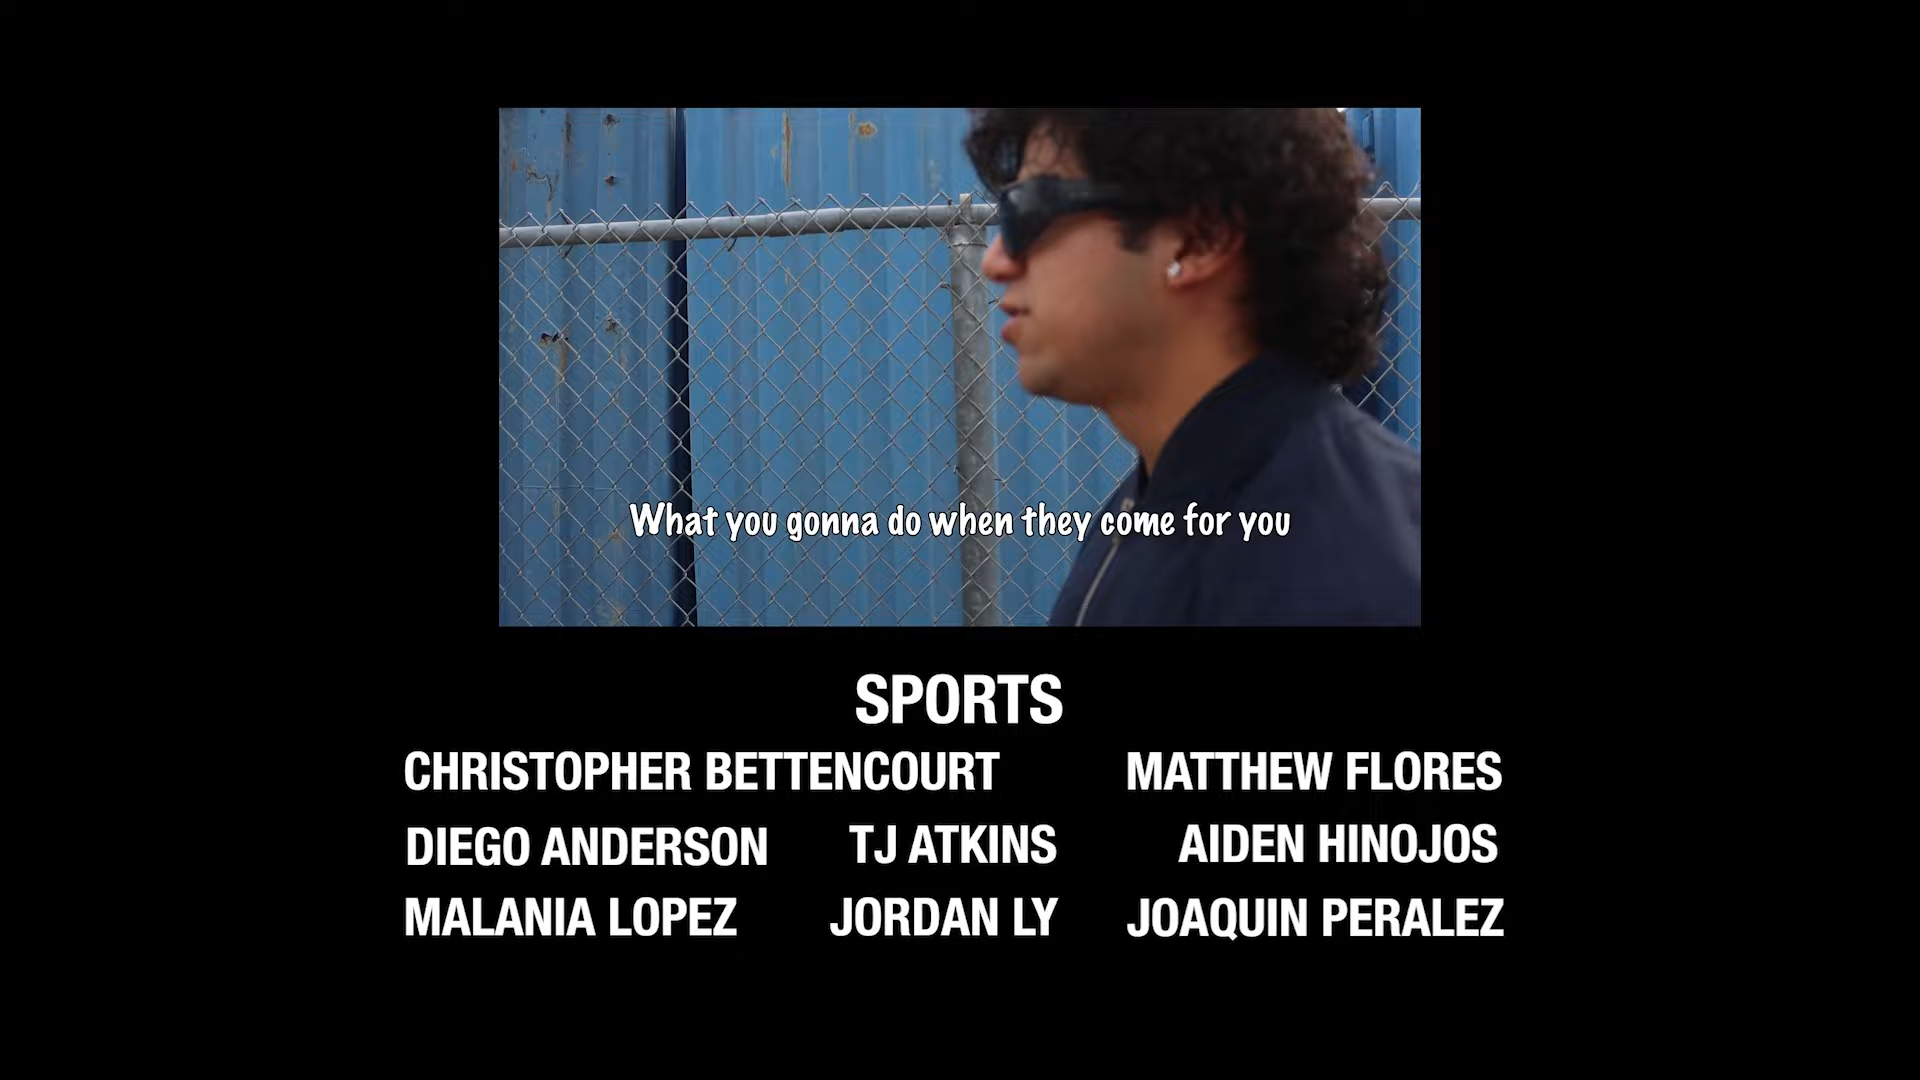 What you gonna do when they come for you
SPORTS
CHRISTOPHER BETTENCOURT MATTHEW FLORES
DIEGO ANDERSON TJ ATKINS AIDEN HINOJOS
MALANIA LOPEZ JORDAN LY JOAQUIN PERALEZ